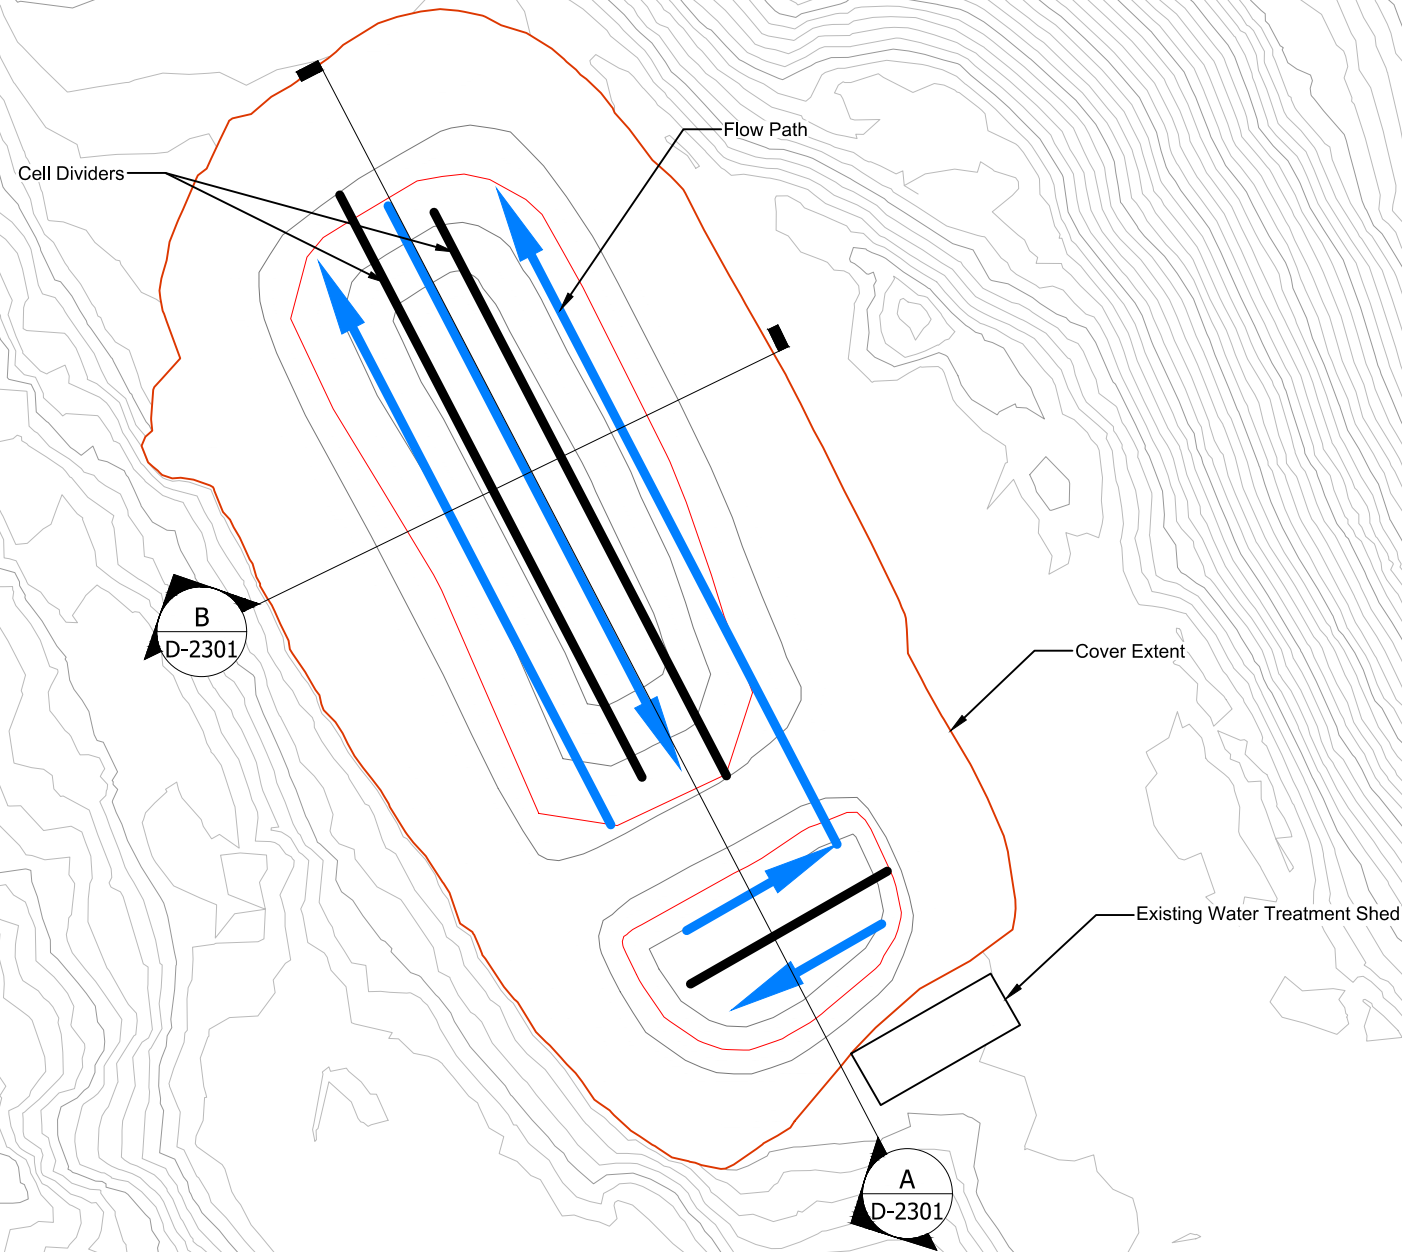 Flow Path
Cell Dividers
B
D-2301
Cover Extent
Existing Water Treatment Shed
A
D-2301